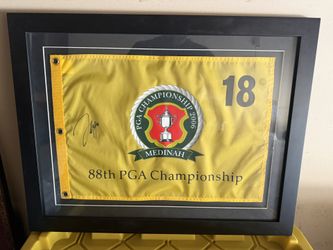 18
PGA CHAMPIONSHIP 2006
MEDINAH
88th PGA Championship